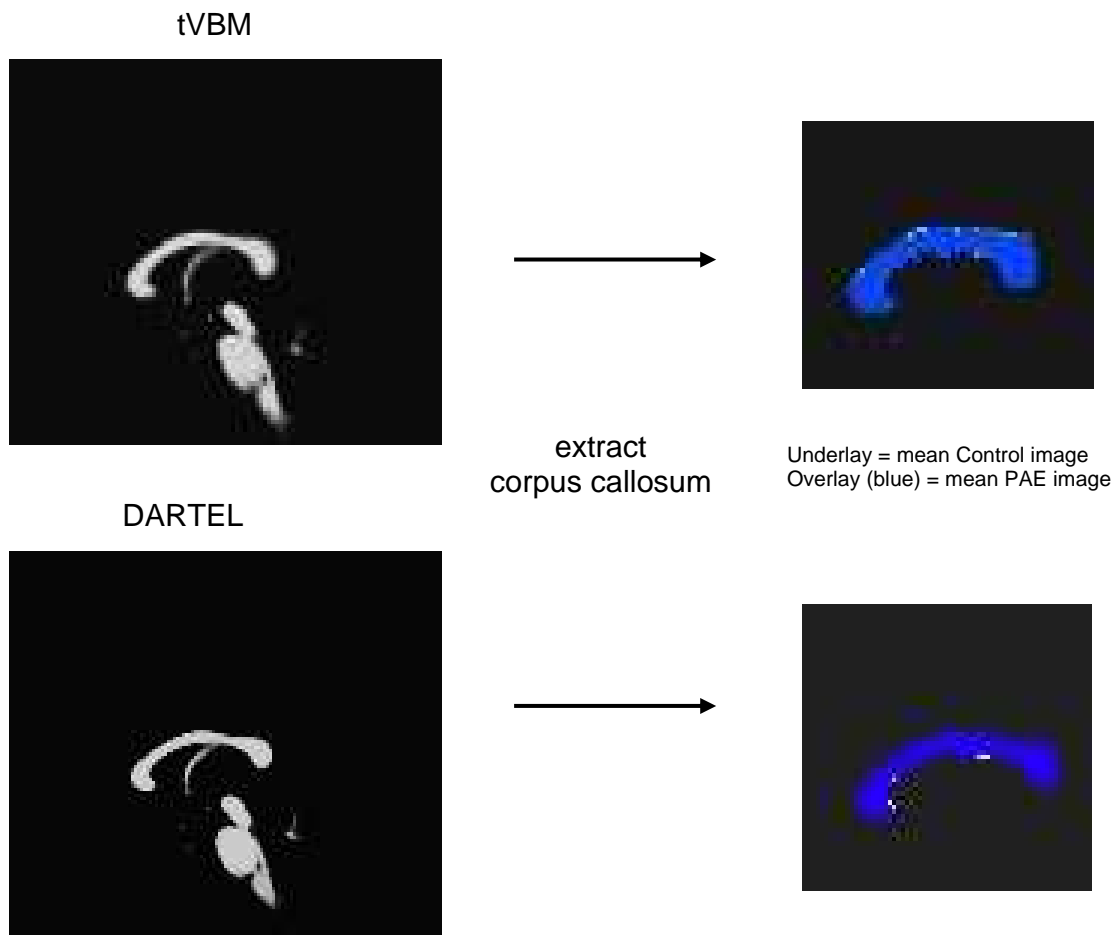 tVBM
extract
corpus callosum
Underlay = mean Control image
Overlay (blue) = mean PAE image
DARTEL